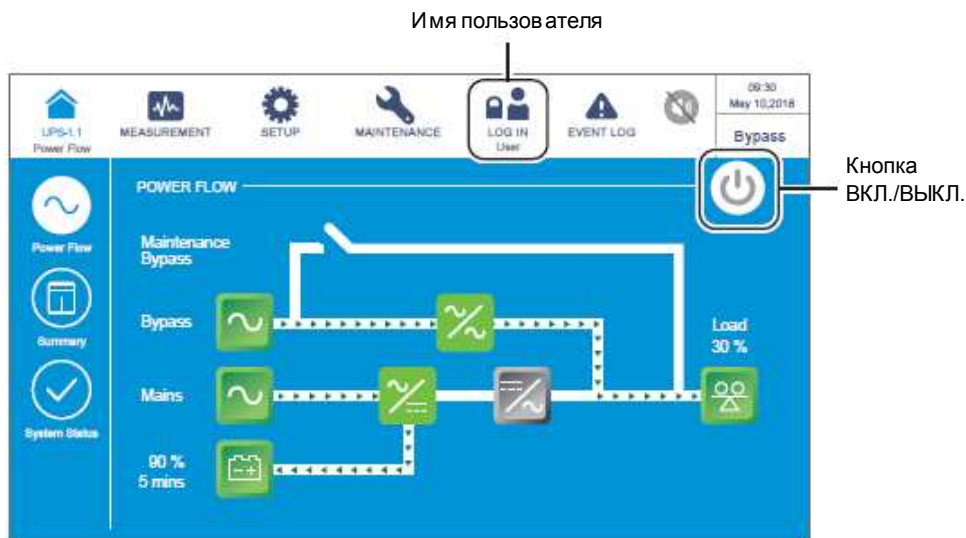 Имя пользователя
UPS-1.1
Power Flow
MEASUREMENT
SETUP
MAINTENANCE
LOG IN
User
EVENT LOG
09:30
May 10,2018
Bypass
Кнопка
ВКЛ./ВЫКЛ.
POWER FLOW
Power Flow
Maintenance
Bypass
Summary
Bypass
Load
30 %
Mains
System Status
90 %
5 mins